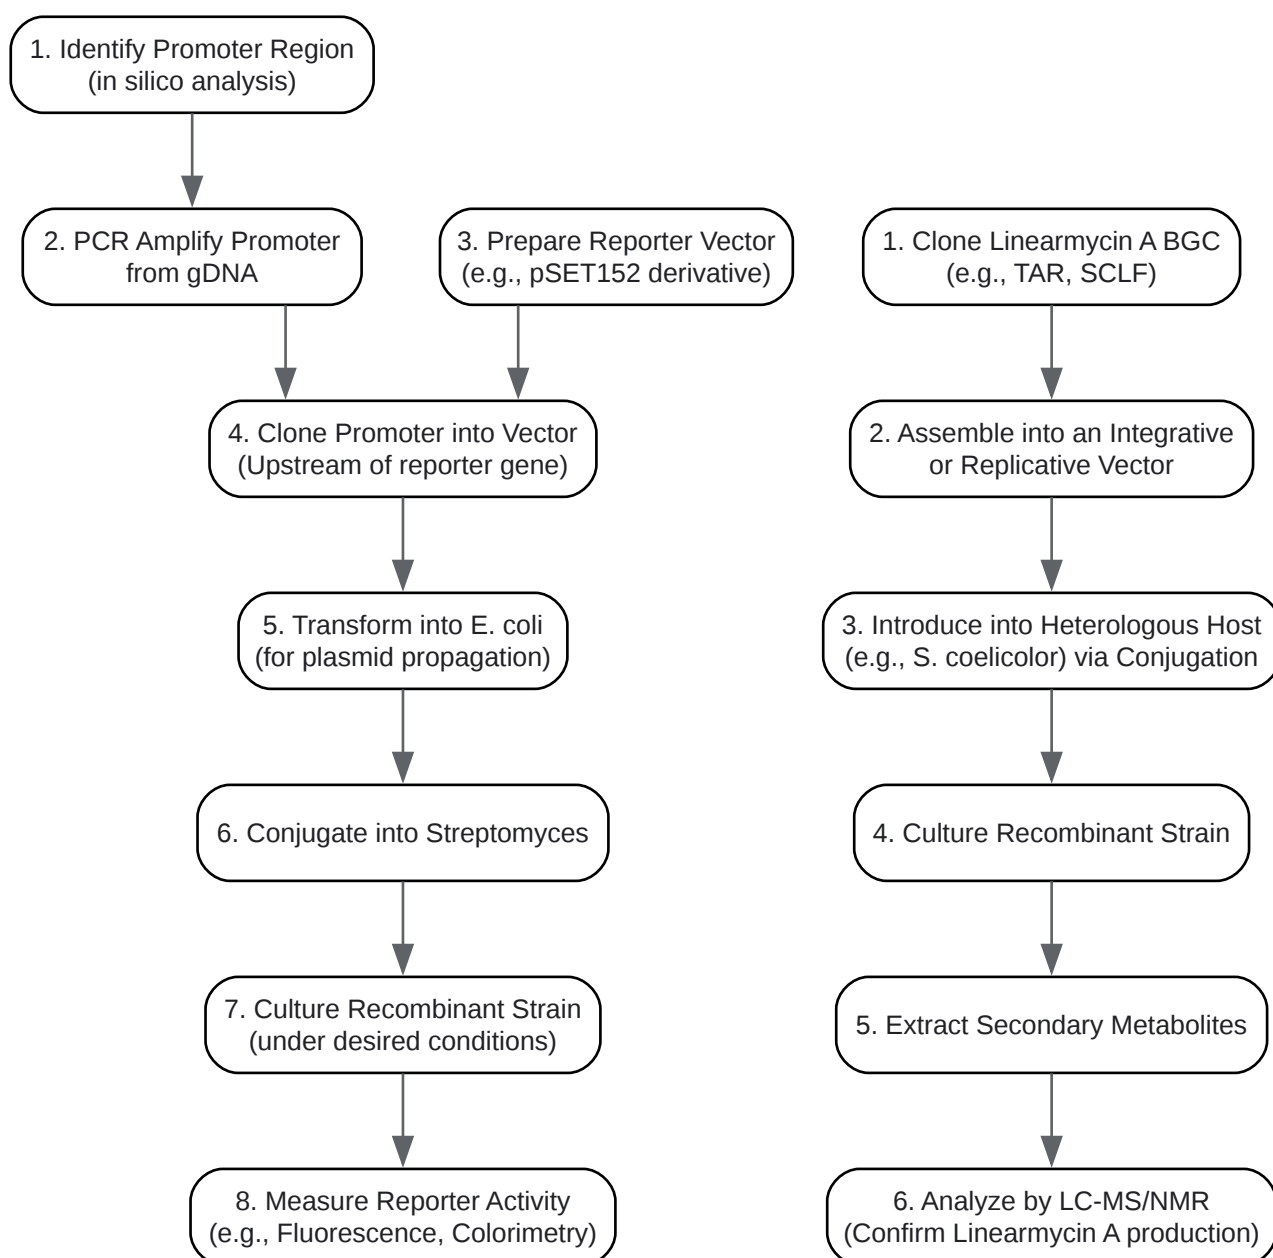 1. Identify Promoter Region
(in silico analysis)
2. PCR Amplify Promoter
from gDNA
3. Prepare Reporter Vector
(e.g., pSET152 derivative)
4. Clone Promoter into Vector
(Upstream of reporter gene)
5. Transform into E. coli
(for plasmid propagation)
6. Conjugate into Streptomyces
7. Culture Recombinant Strain
(under desired conditions)
8. Measure Reporter Activity
(e.g., Fluorescence, Colorimetry)
1. Clone Linearmycin A BGC
(e.g., TAR, SCLF)
2. Assemble into an Integrative
or Replicative Vector
3. Introduce into Heterologous Host
(e.g., S. coelicolor) via Conjugation
4. Culture Recombinant Strain
5. Extract Secondary Metabolites
6. Analyze by LC-MS/NMR
(Confirm Linearmycin A production)